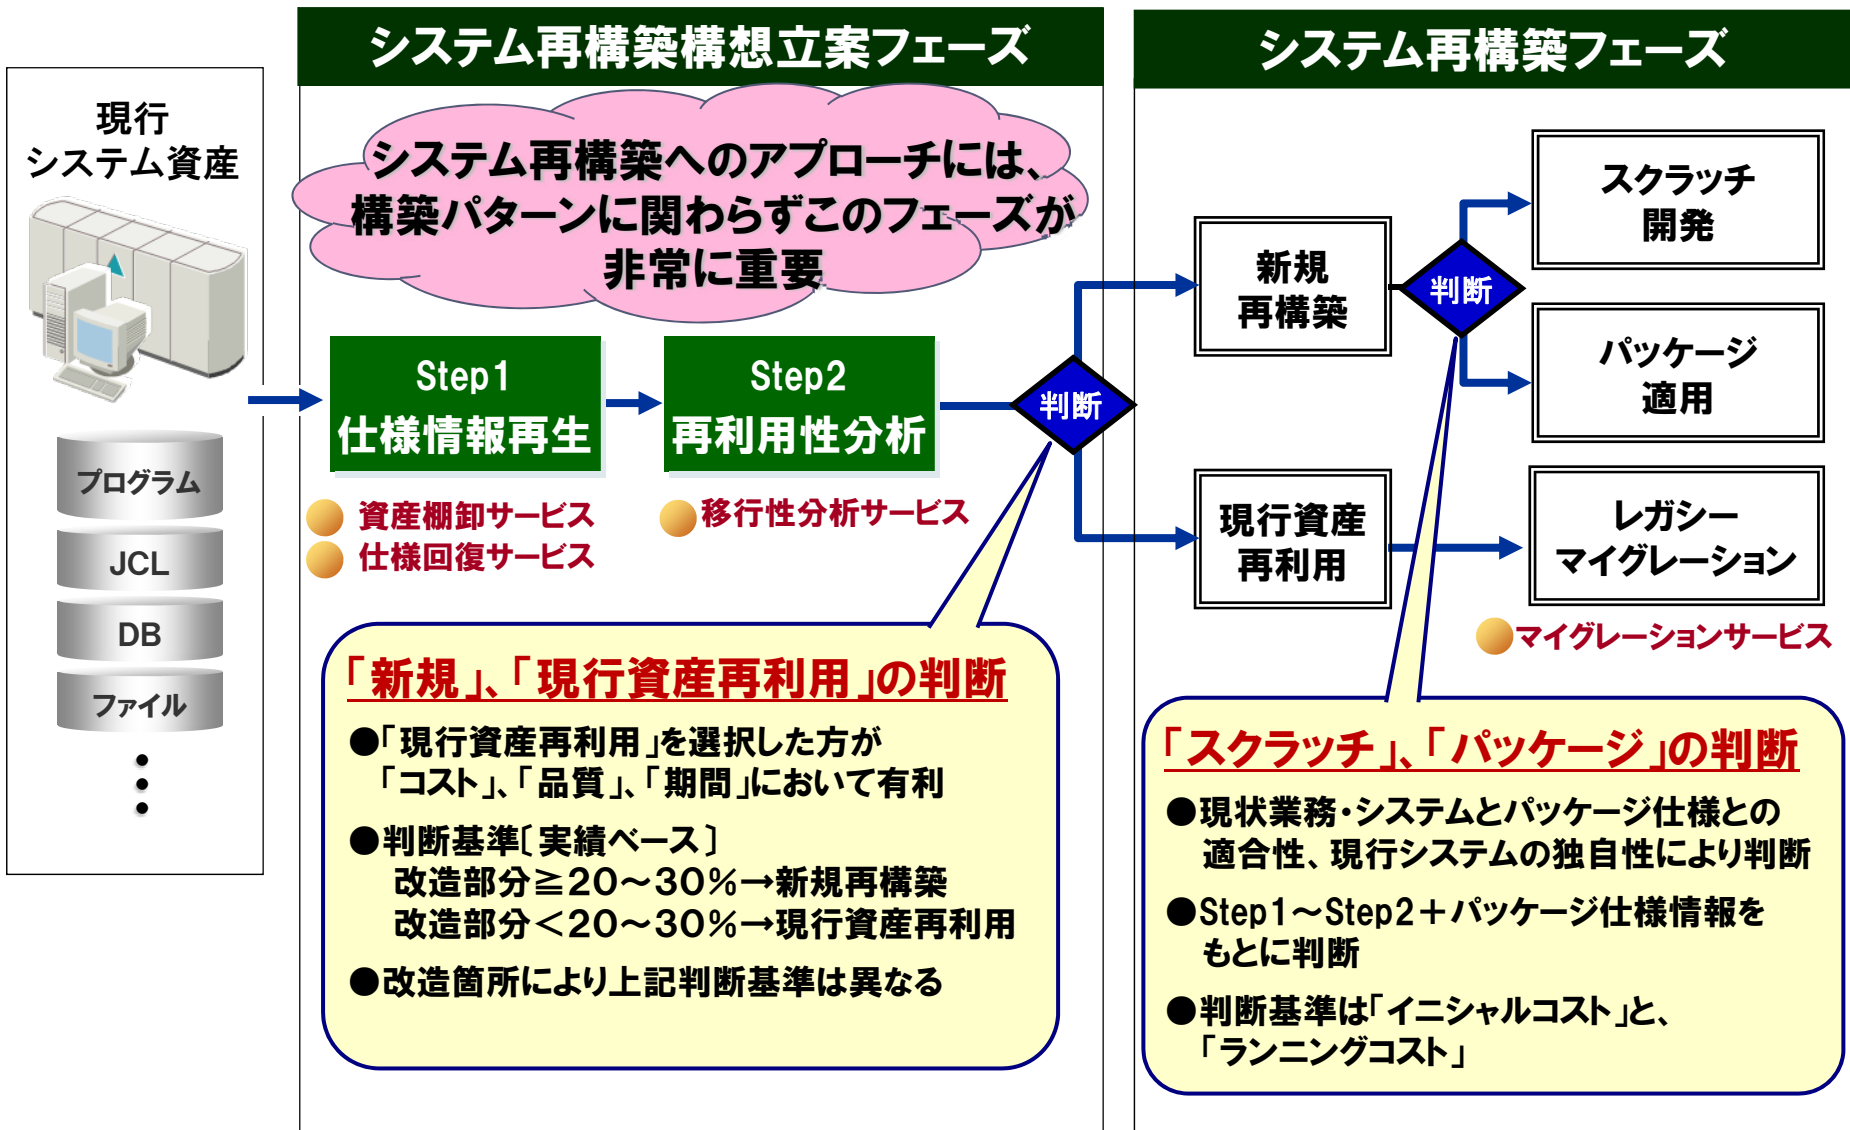 システム再構築構想立案フェーズ
システム再構築フェーズ
現行
システム資産
プログラム
JCL
DB
ファイル
システム再構築へのアプローチには、
構築パターンに関わらずこのフェーズが
非常に重要
Step1
仕様情報再生
Step2
再利用性分析
判断
資産棚卸サービス
仕様回復サービス
移行性分析サービス
新規
再構築
判断
スクラッチ
開発
パッケージ
適用
現行資産
再利用
レガシー
マイグレーション
マイグレーションサービス
「新規」、「現行資産再利用」の判断
●「現行資産再利用」を選択した方が
「コスト」、「品質」、「期間」において有利
●判断基準〔実績ベース〕
改造部分≧20～30％→新規再構築
改造部分＜20～30％→現行資産再利用
●改造箇所により上記判断基準は異なる
「スクラッチ」、「パッケージ」の判断
●現状業務・システムとパッケージ仕様との
適合性、現行システムの独自性により判断
●Step1～Step2＋パッケージ仕様情報を
もとに判断
●判断基準は「イニシャルコスト」と、
「ランニングコスト」